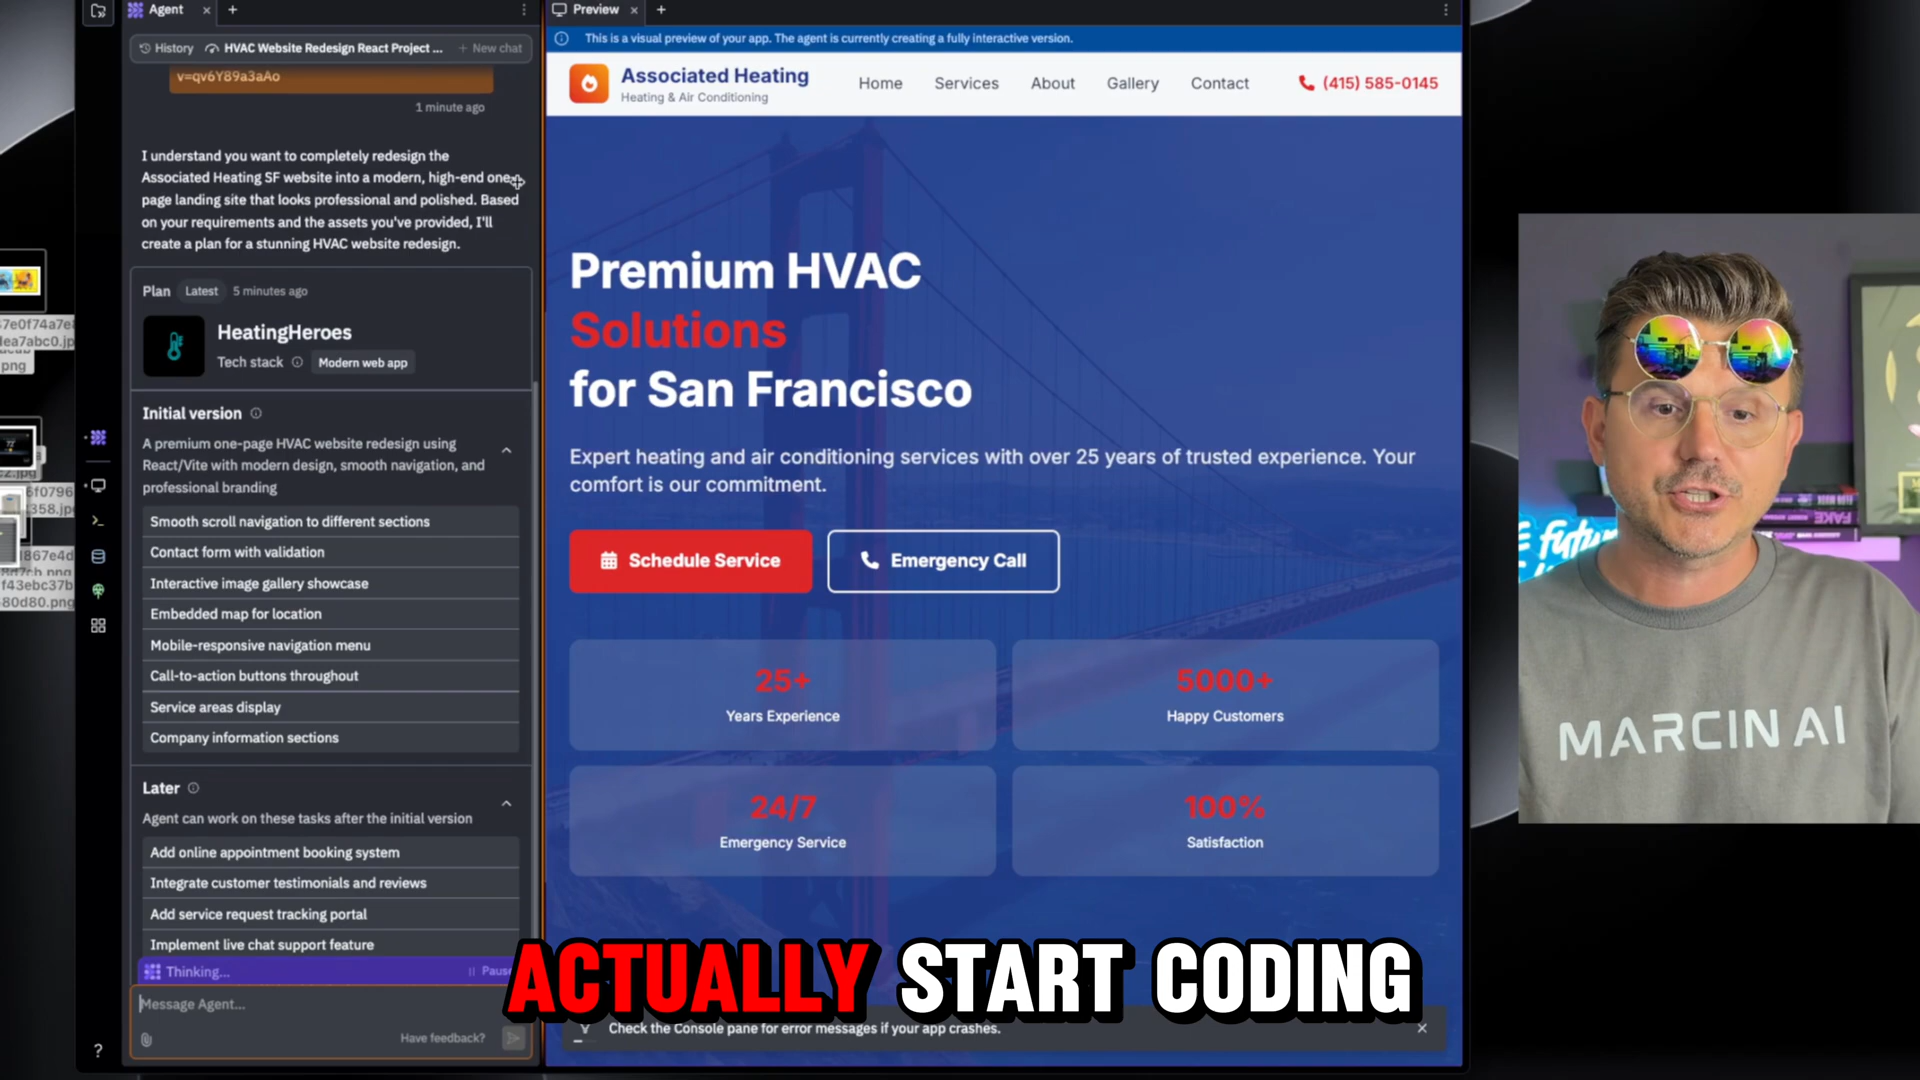 Agent
Preview
History
HVAC Website Redesign React Project ...
New chat
This is a visual preview of your app. The agent is currently creating a fully interactive version.
v=qv6Y89a3aAo
1 minute ago
I understand you want to completely redesign the
Associated Heating SF website into a modern, high-end one-
page landing site that looks professional and polished. Based
on your requirements and the assets you've provided, I'll
create a plan for a stunning HVAC website redesign.
Plan Latest 5 minutes ago
HeatingHeroes
Tech stack Modern web app
Initial version
A premium one-page HVAC website redesign using
React/Vite with modern design, smooth navigation, and
professional branding
Smooth scroll navigation to different sections
Contact form with validation
Interactive image gallery showcase
Embedded map for location
Mobile-responsive navigation menu
Call-to-action buttons throughout
Service areas display
Company information sections
Later
Agent can work on these tasks after the initial version
Add online appointment booking system
Integrate customer testimonials and reviews
Add service request tracking portal
Implement live chat support feature
Thinking...
Message Agent...
Have feedback?
?
Associated Heating
Heating & Air Conditioning
Home
Services
About
Gallery
Contact
(415) 585-0145
Premium HVAC
Solutions
for San Francisco
Expert heating and air conditioning services with over 25 years of trusted experience. Your
comfort is our commitment.
Schedule Service
Emergency Call
25+
Years Experience
5000+
Happy Customers
24/7
Emergency Service
100%
Satisfaction
ACTUALLY START CODING
Check the Console pane for error messages if your app crashes.
MARCIN AI